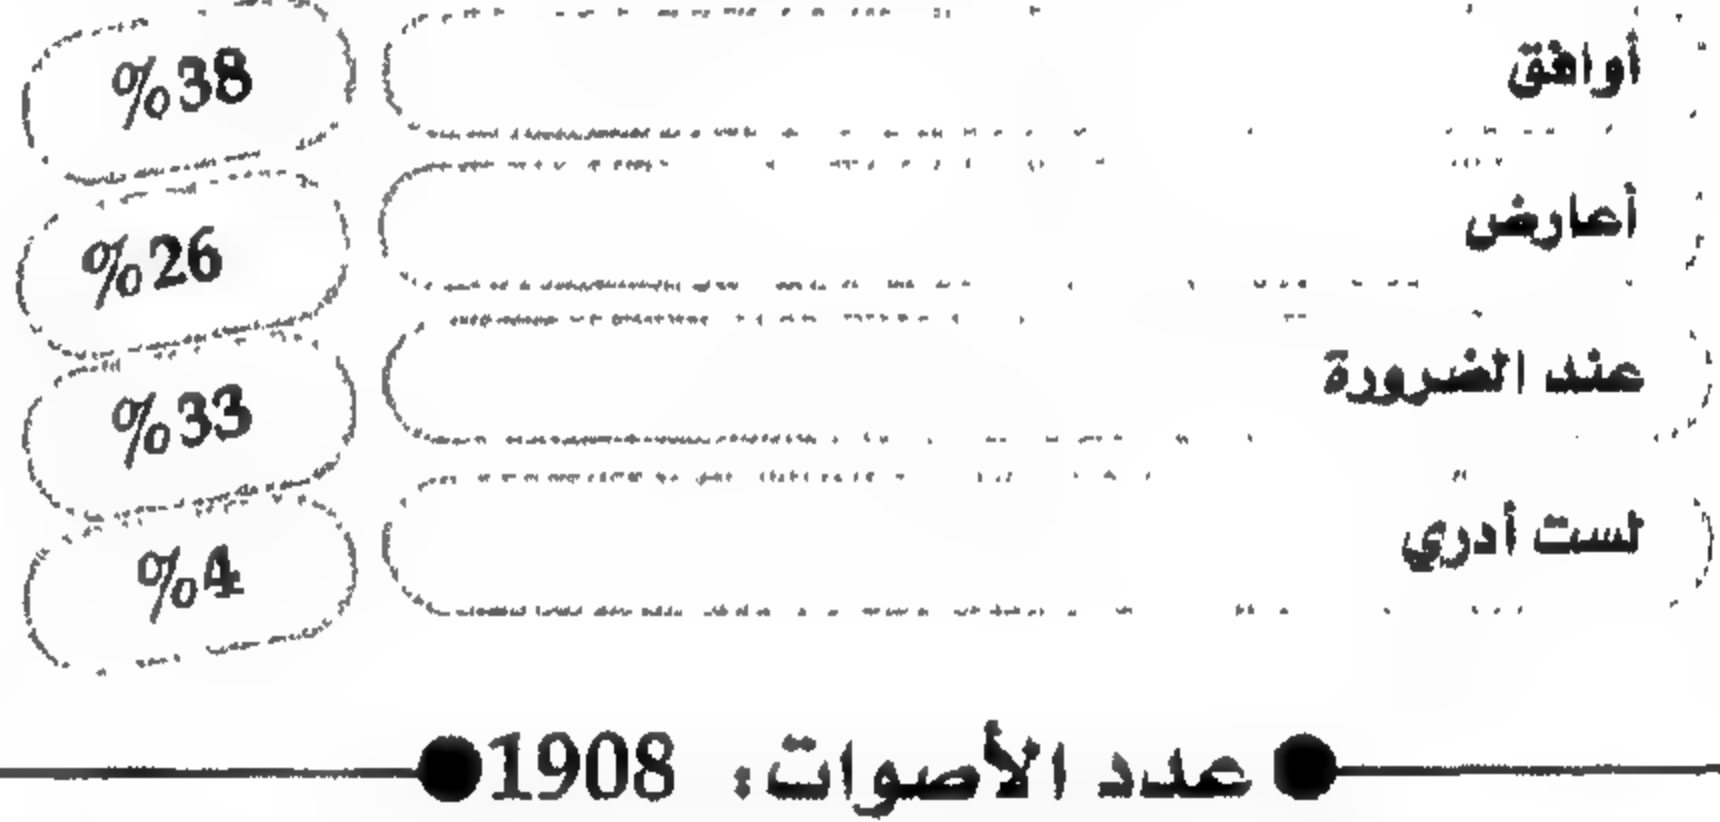 أوافق %38
أعارض %26
عند الضرورة %33
لست أدري %4
عدد الأصوات: 1908